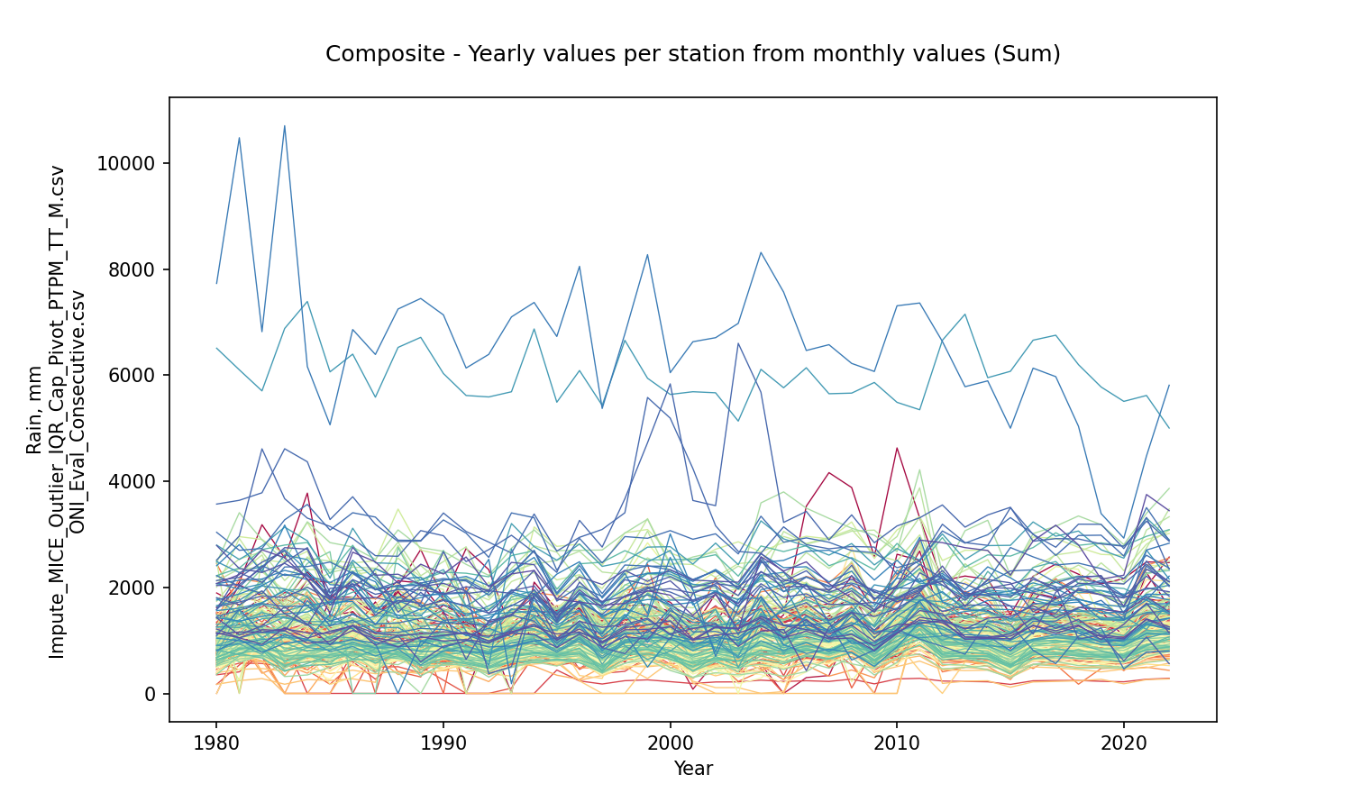 Composite - Yearly values per station from monthly values (Sum)
Rain, mm
Impute_MICE_Outlier_IQR_Cap_Pivot_PTPM_TT_M.csv
ONI_Eval_Consecutive.csv
10000
8000
6000
4000
2000
0
1980
1990
2000
2010
2020
Year